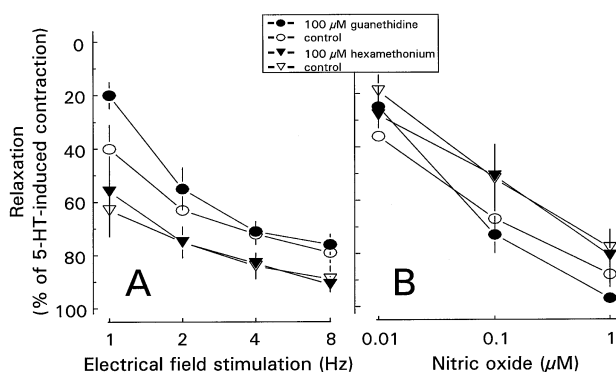 100 µM guanethidine
control
100 µM hexamethonium
control
Relaxation
(% of 5-HT-induced contraction)
0
20
40
60
80
100
A
B
1
2
4
8
0.01
0.1
1
Electrical field stimulation (Hz)
Nitric oxide (µM)